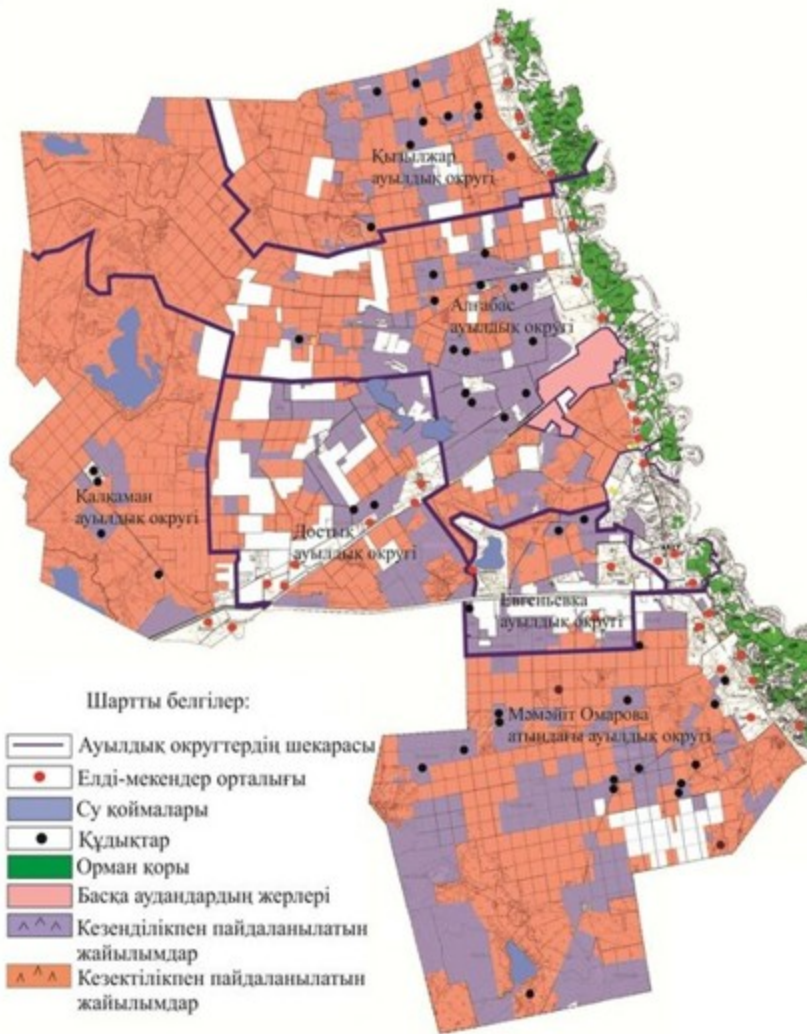 Қызылжар
ауылдық округі
Алғабас
ауылдық округі
Қалқаман
ауылдық округі
Достық
ауылдық округі
Евгеньевка
ауылдық округі
Мәмәйіт Омарова
атындағы ауылдық округі
Шартты белгілер:
Ауылдық округтердің шекарасы
Елді-мекендер орталығы
Су қоймалары
Құдықтар
Орман қоры
Басқа аудандардың жерлері
Кезенділікпен пайдаланылатын
жайылымдар
Кезектілікпен пайдаланылатын
жайылымдар